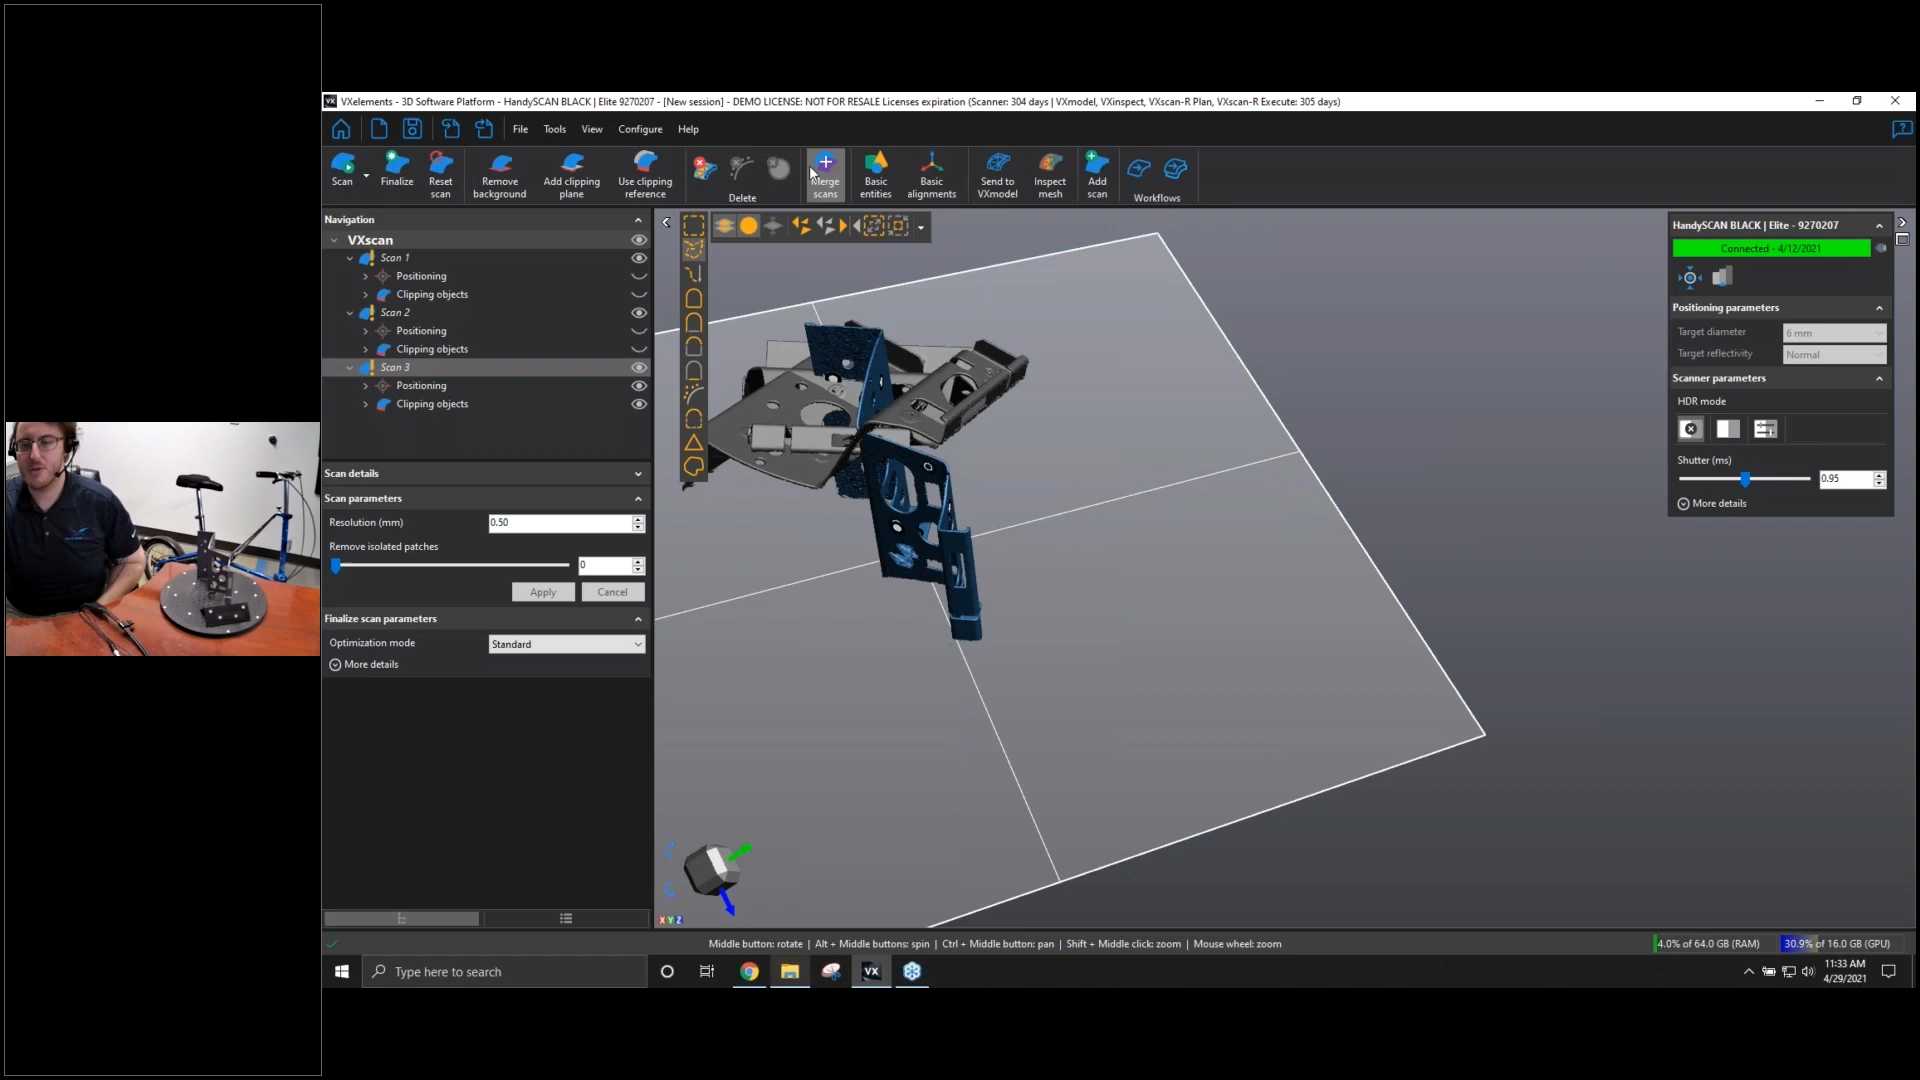 VXelements - 3D Software Platform - HandySCAN BLACK | Elite 9270207 - [New session] - DEMO LICENSE: NOT FOR RESALE Licenses expiration (Scanner: 304 days | VXmodel, VXinspect, VXscan-R Plan, VXscan-R Execute: 305 days)
File Tools View Configure Help
Scan Finalize Reset scan Remove background Add clipping plane Use clipping reference Delete Merge scans Basic entities Basic alignments Send to VXmodel Inspect mesh Add scan Workflows
Navigation
VXscan
Scan 1
Positioning
Clipping objects
Scan 2
Positioning
Clipping objects
Scan 3
Positioning
Clipping objects
Scan details
Scan parameters
Resolution (mm) 0.50
Remove isolated patches
0
Apply Cancel
Finalize scan parameters
Optimization mode Standard
More details
HandySCAN BLACK | Elite - 9270207
Connected - 4/12/2021
Positioning parameters
Target diameter 6 mm
Target reflectivity Normal
Scanner parameters
HDR mode
Shutter (ms)
0.95
More details
X Y Z
Middle button: rotate | Alt + Middle buttons: spin | Ctrl + Middle button: pan | Shift + Middle click: zoom | Mouse wheel: zoom
4.0% of 64.0 GB (RAM) 30.9% of 16.0 GB (GPU)
Type here to search
VX
11:33 AM
4/29/2021